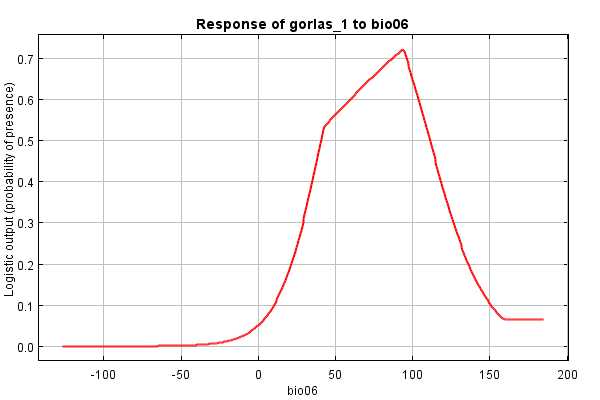 Response of gorlas_1 to bio06
Logistic output (probability of presence)
0.7
0.6
0.5
0.4
0.3
0.2
0.1
0.0
-100 -50 0 50 100 150 200
bio06